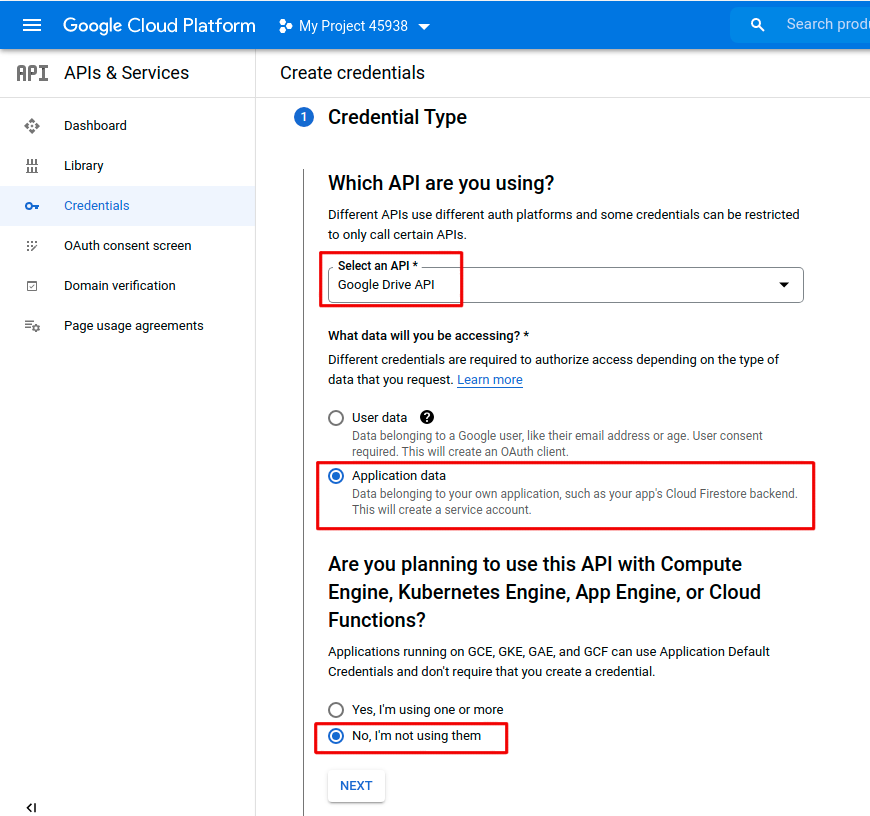 Google Cloud Platform
My Project 45938
Search produ
API
APIs & Services
Create credentials
Dashboard
Library
Credentials
OAuth consent screen
Domain verification
Page usage agreements
1
Credential Type
Which API are you using?
Different APIs use different auth platforms and some credentials can be restricted
to only call certain APIs.
Select an API *
Google Drive API
What data will you be accessing? *
Different credentials are required to authorize access depending on the type of
data that you request. Learn more
User data
Data belonging to a Google user, like their email address or age. User consent
required. This will create an OAuth client.
Application data
Data belonging to your own application, such as your app's Cloud Firestore backend.
This will create a service account.
Are you planning to use this API with Compute
Engine, Kubernetes Engine, App Engine, or Cloud
Functions?
Applications running on GCE, GKE, GAE, and GCF can use Application Default
Credentials and don't require that you create a credential.
Yes, I'm using one or more
No, I'm not using them
NEXT